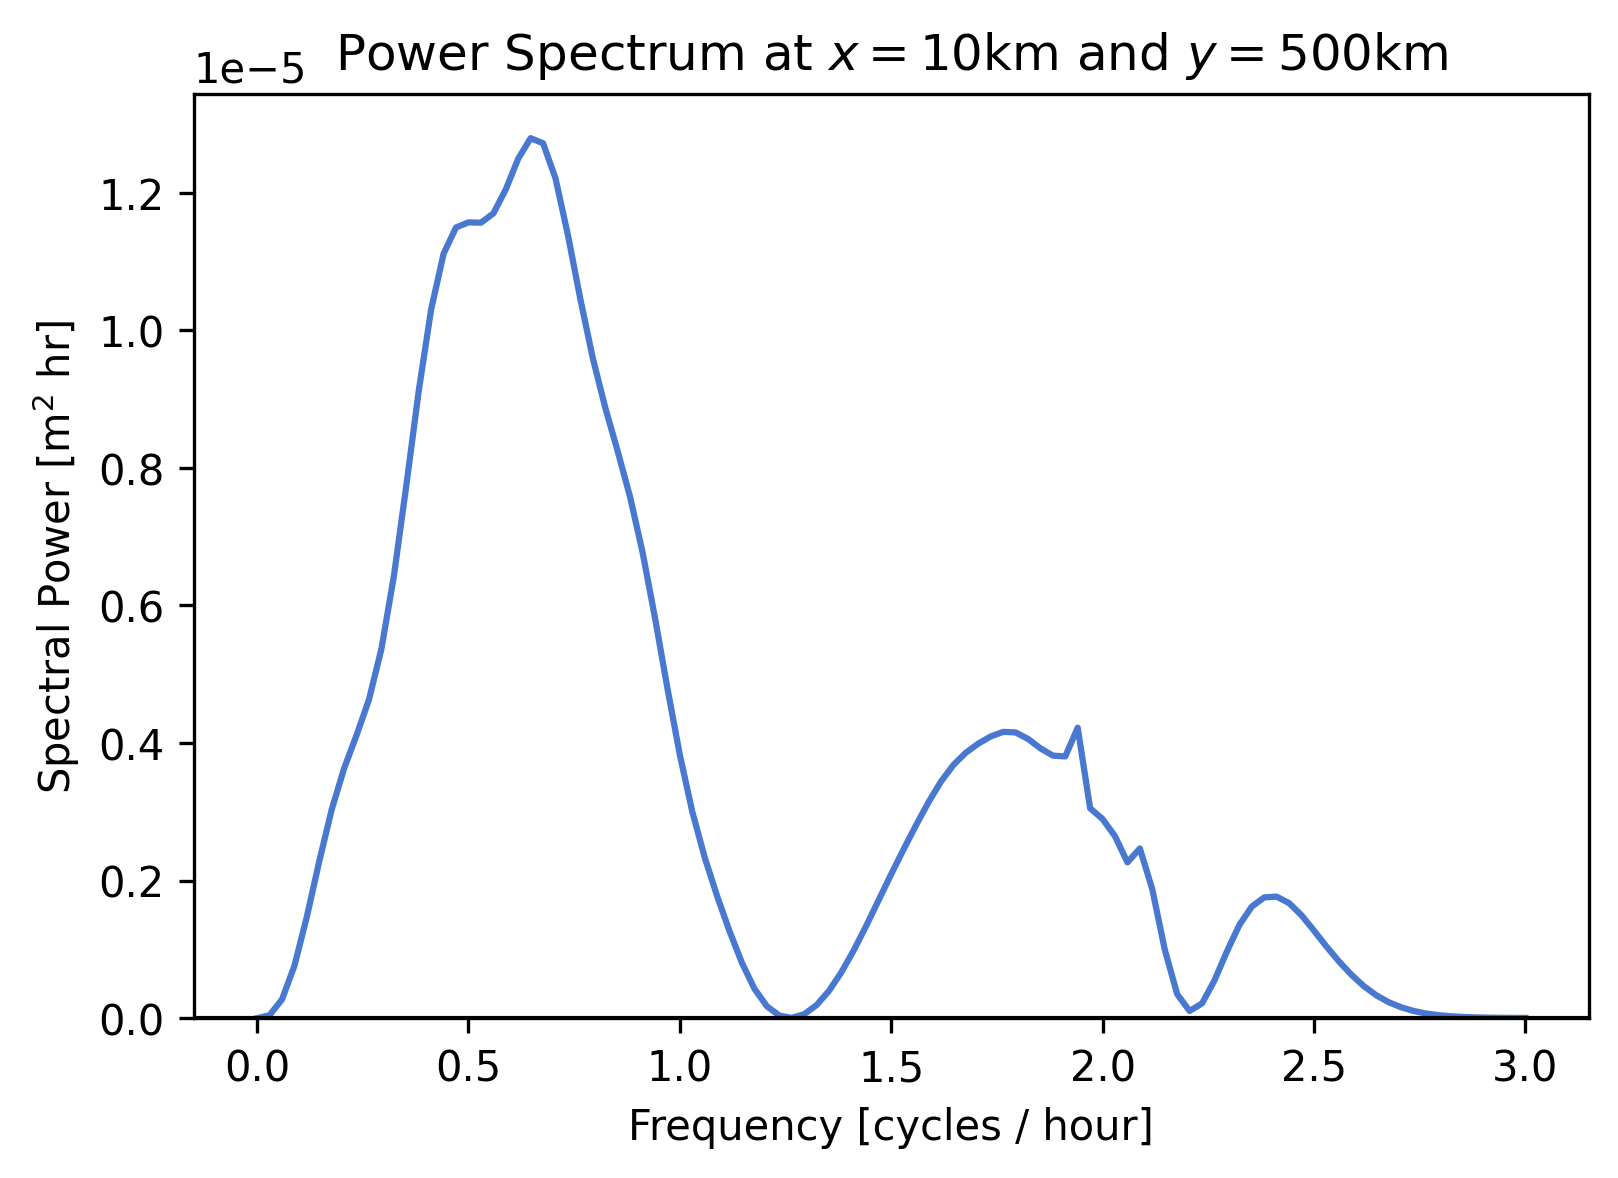 Power Spectrum at x = 10km and y = 500km
1e−5
1.2
1.0
0.8
0.6
0.4
0.2
0.0
Spectral Power [m² hr]
0.0 0.5 1.0 1.5 2.0 2.5 3.0
Frequency [cycles / hour]